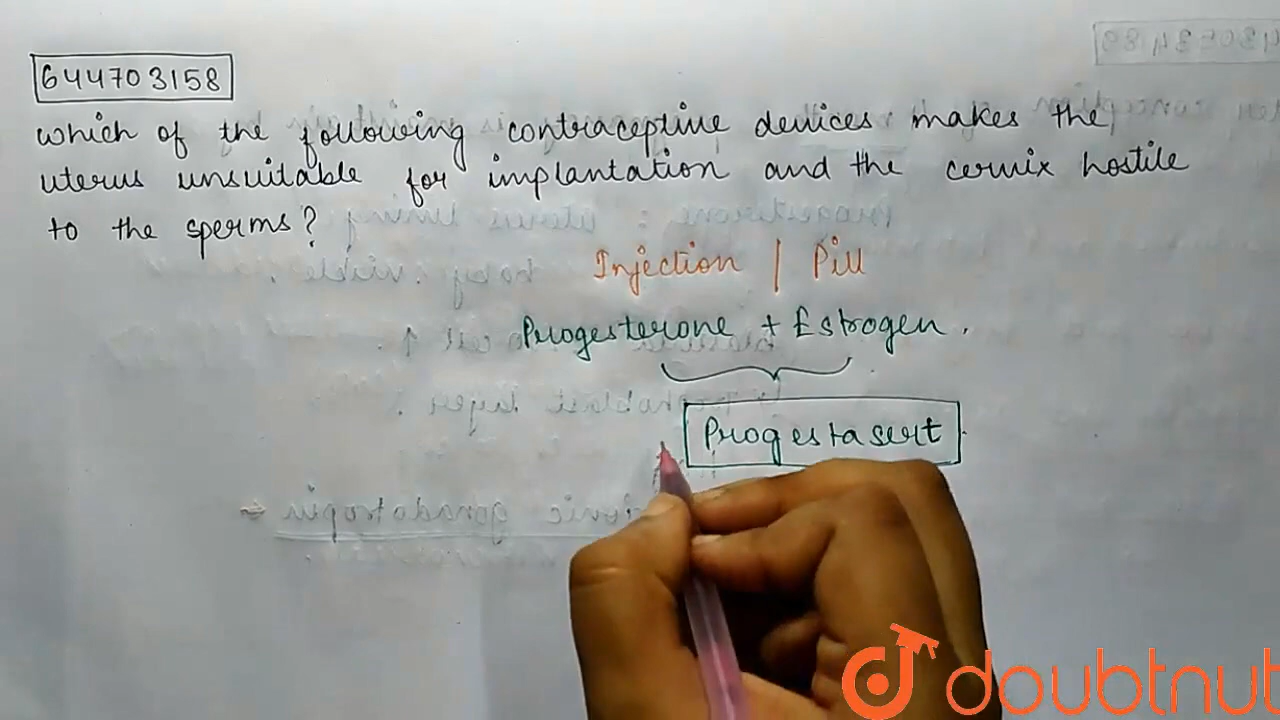 644703158
which of the following contraceptive devices makes the
uterus unsuitable for implantation and the cervix hostile
to the sperms?
Injection | Pill
Progesterone + Estrogen.
Progestasert
doubtnut